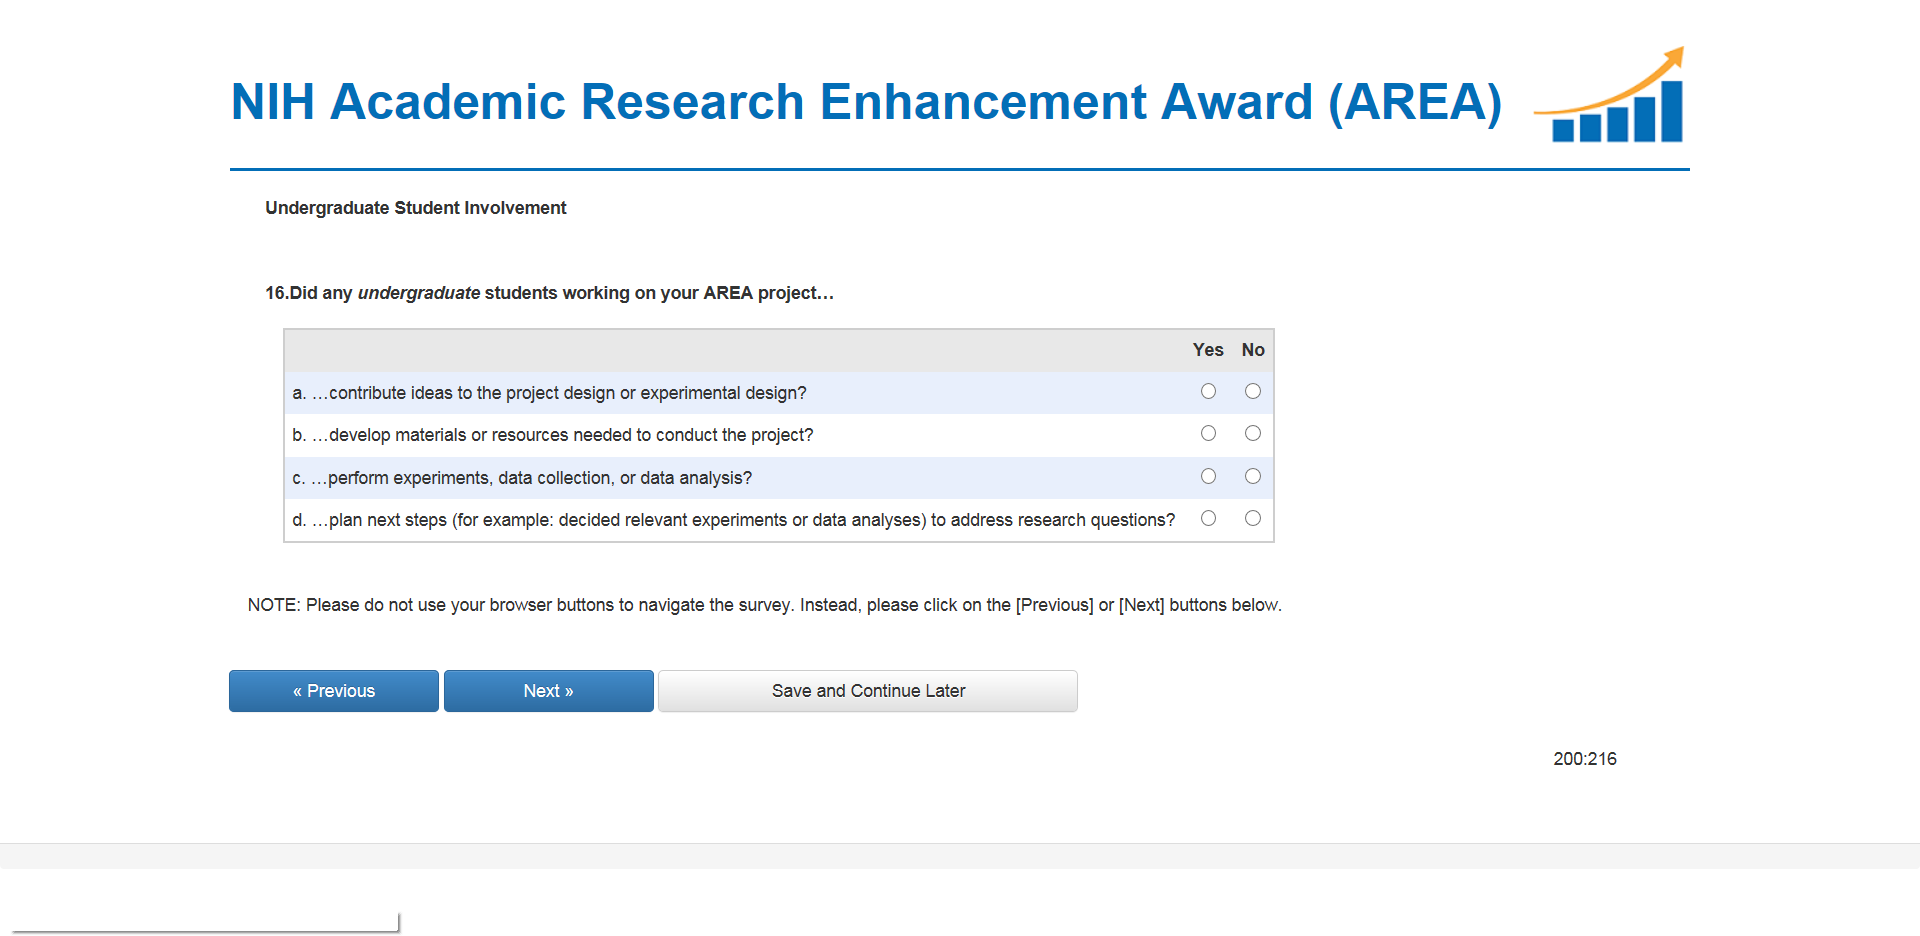 NIH Academic Research Enhancement Award (AREA)
Undergraduate Student Involvement
16.Did any undergraduate students working on your AREA project…
Yes No
a. …contribute ideas to the project design or experimental design?
b. …develop materials or resources needed to conduct the project?
c. …perform experiments, data collection, or data analysis?
d. …plan next steps (for example: decided relevant experiments or data analyses) to address research questions?
NOTE: Please do not use your browser buttons to navigate the survey. Instead, please click on the [Previous] or [Next] buttons below.
« Previous Next » Save and Continue Later
200:216